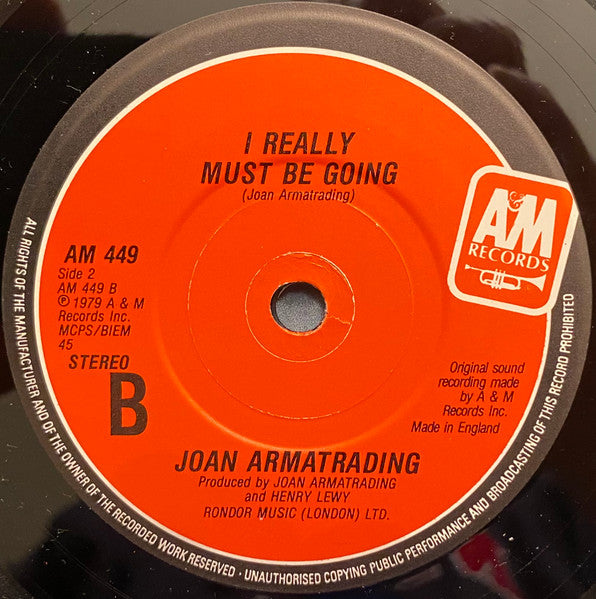 I REALLY
MUST BE GOING
(Joan Armatrading)
A&M
RECORDS
AM 449
Side 2
AM 449 B
℗ 1979 A & M
Records Inc.
MCPS/BIEM
45
STEREO
B
Original sound
recording made
by A & M
Records Inc.
Made in England
JOAN ARMATRADING
Produced by JOAN ARMATRADING
and HENRY LEWY
RONDOR MUSIC (LONDON) LTD.
ALL RIGHTS OF THE MANUFACTURER AND OF THE OWNER OF THE RECORDED WORK RESERVED - UNAUTHORISED COPYING PUBLIC PERFORMANCE AND BROADCASTING OF THIS RECORD PROHIBITED